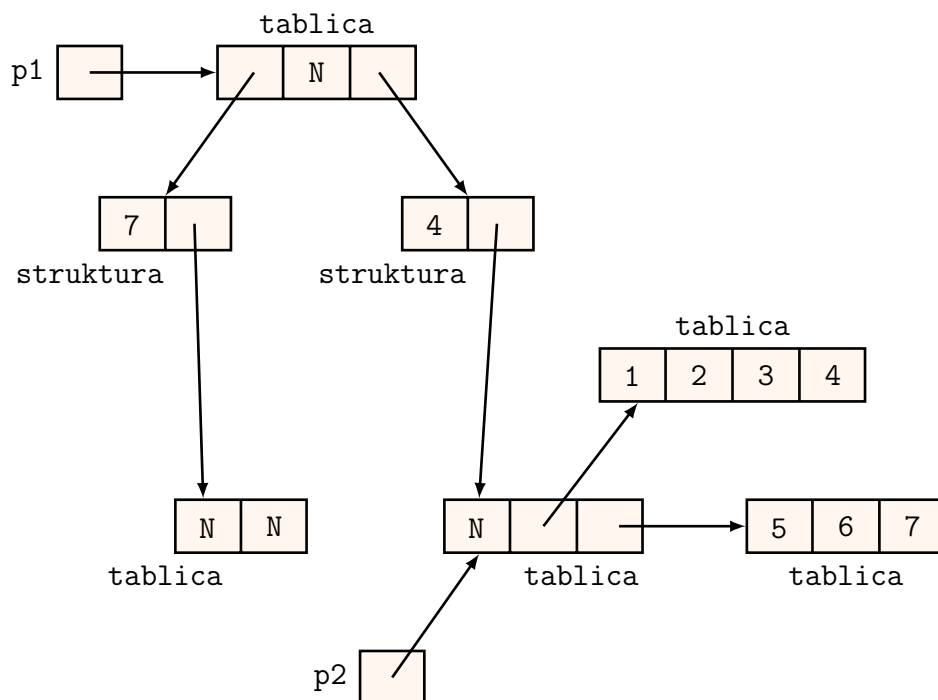 tablica
p1 N
7 4
struktura struktura
tablica
1 2 3 4
N N N 5 6 7
tablica tablica tablica
p2